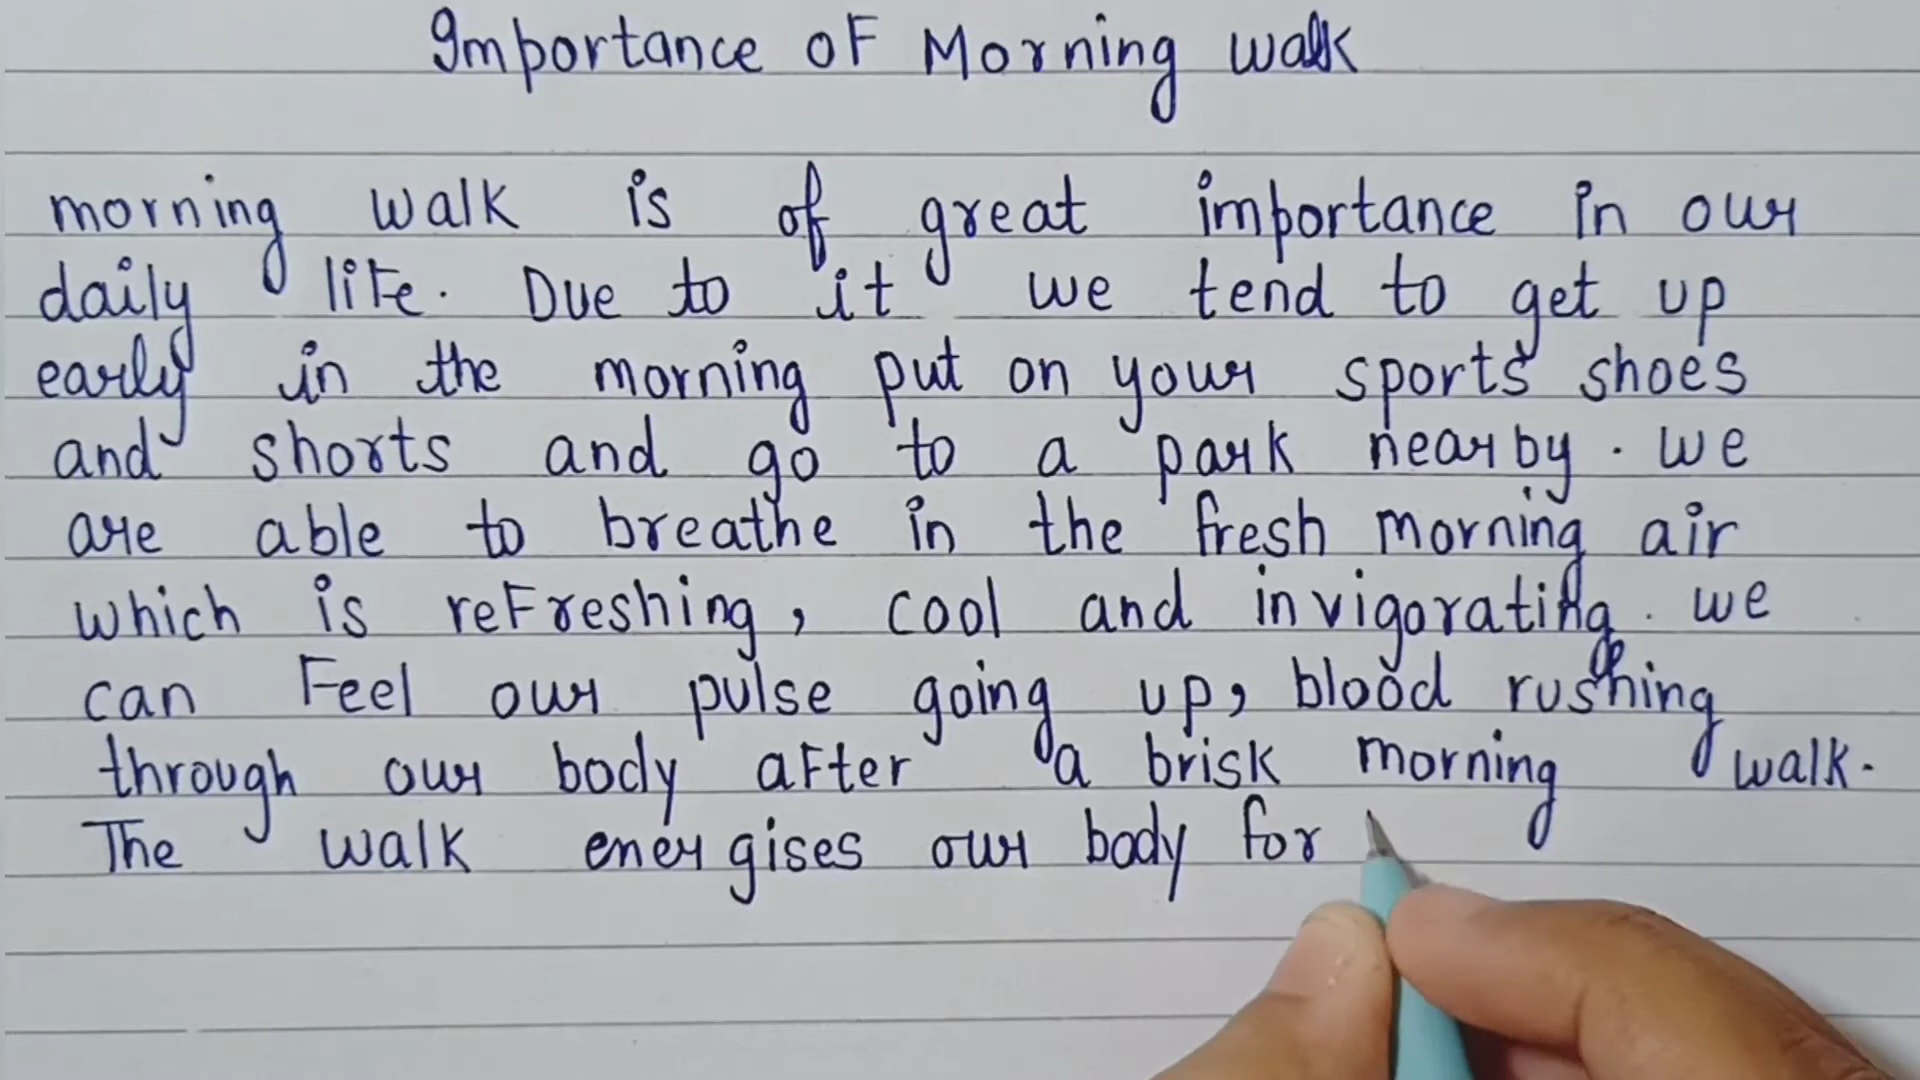 Importance of Morning walk
morning walk is of great importance in our
daily life. Due to it we tend to get up
early in the morning put on your sports shoes
and shorts and go to a park nearby. we
are able to breathe in the fresh morning air
which is refreshing, cool and invigorating. we
can Feel our pulse going up, blood rushing
through our body after a brisk morning walk.
The walk energises our body for